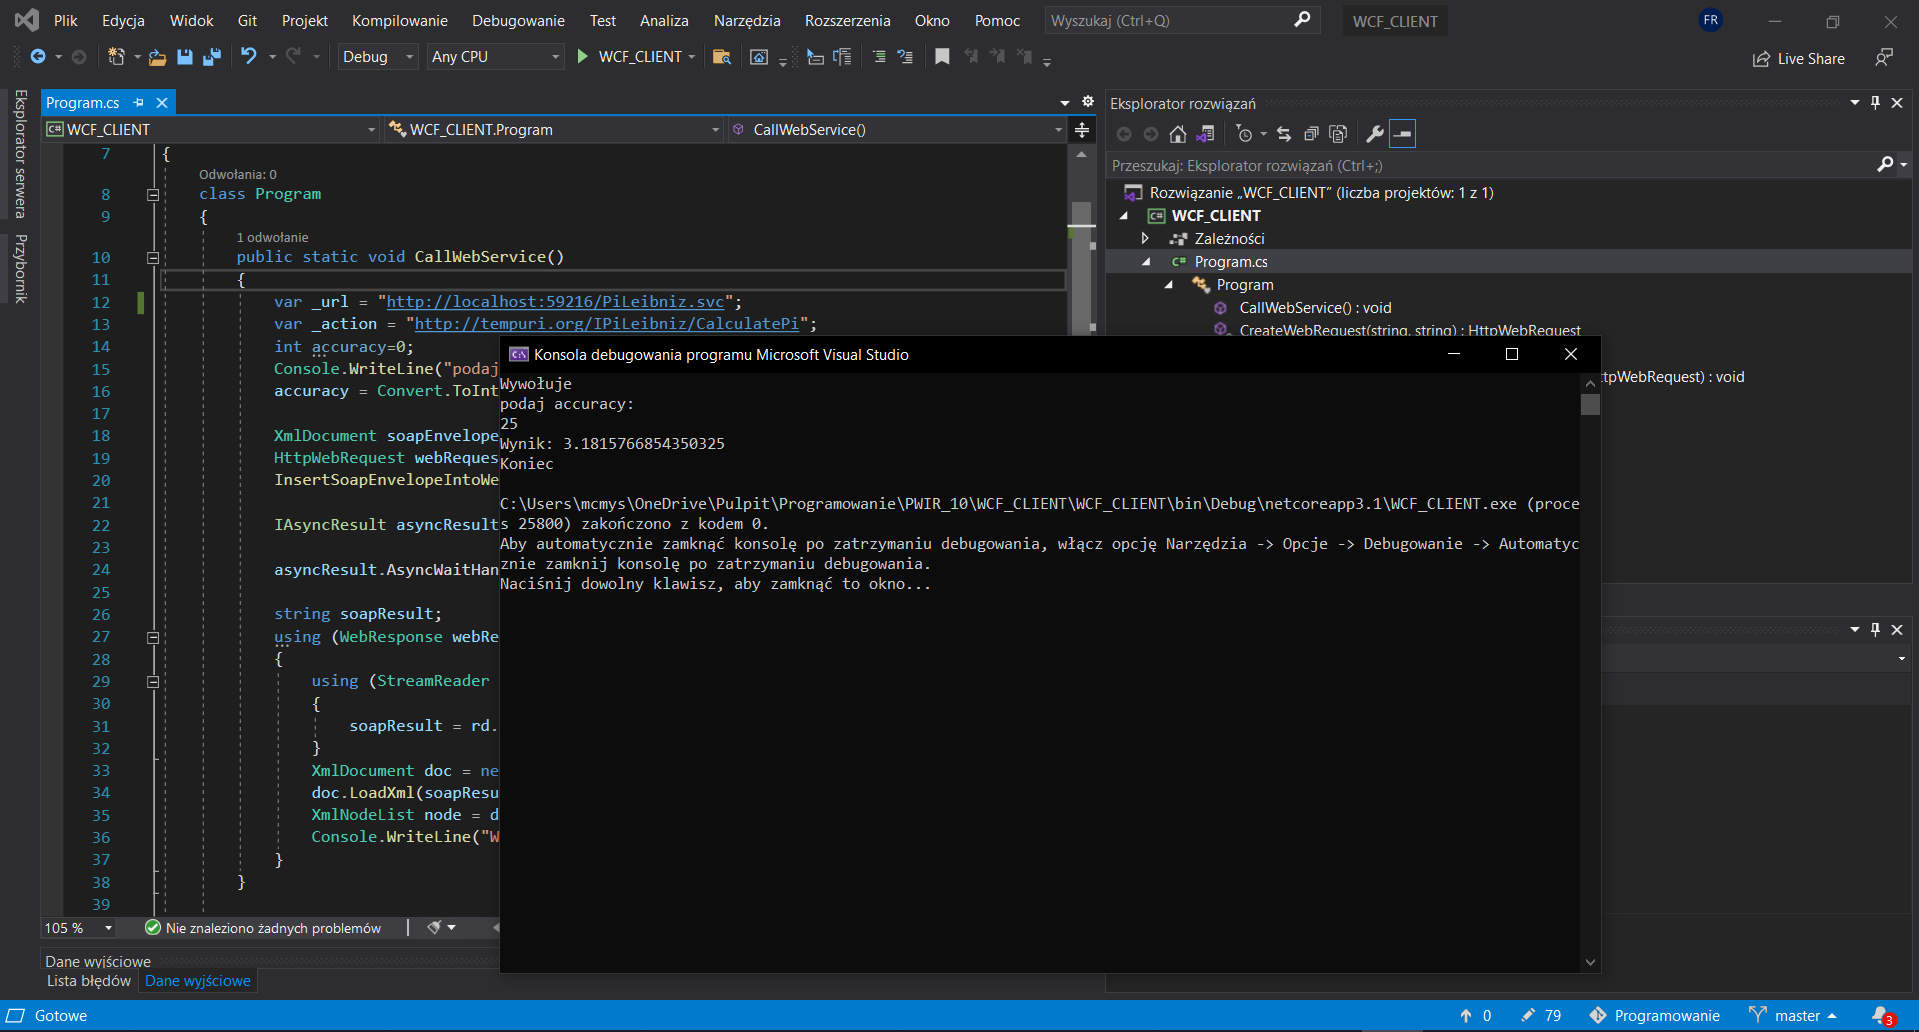 Plik Edycja Widok Git Projekt Kompilowanie Debugowanie Test Analiza Narzędzia Rozszerzenia Okno Pomoc Wyszukaj (Ctrl+Q) WCF_CLIENT FR
Debug Any CPU WCF_CLIENT Live Share
Eksplorator serwera
Przybornik
Program.cs
WCF_CLIENT WCF_CLIENT.Program CallWebService()
7 {
Odwołania: 0
8 class Program
9 {
1 odwołanie
10 public static void CallWebService()
11 {
12 var _url = "http://localhost:59216/PiLeibniz.svc";
13 var _action = "http://tempuri.org/IPiLeibniz/CalculatePi";
14 int accuracy=0;
15 Console.WriteLine("podaj
16 accuracy = Convert.ToInt
17
18 XmlDocument soapEnvelope
19 HttpWebRequest webReques
20 InsertSoapEnvelopeIntoWe
21
22 IAsyncResult asyncResult
23
24 asyncResult.AsyncWaitHan
25
26 string soapResult;
27 using (WebResponse webRe
28 {
29 using (StreamReader
30 {
31 soapResult = rd.
32 }
33 XmlDocument doc = ne
34 doc.LoadXml(soapResu
35 XmlNodeList node = d
36 Console.WriteLine("W
37 }
38 }
39
105 % Nie znaleziono żadnych problemów
Dane wyjściowe
Lista błędów Dane wyjściowe
Eksplorator rozwiązań
Przeszukaj: Eksplorator rozwiązań (Ctrl+;)
Rozwiązanie „WCF_CLIENT” (liczba projektów: 1 z 1)
C# WCF_CLIENT
Zależności
C# Program.cs
Program
CallWebService() : void
CreateWebRequest(string, string) : HttpWebRequest
tpWebRequest) : void
Konsola debugowania programu Microsoft Visual Studio
Wywołuje
podaj accuracy:
25
Wynik: 3.1815766854350325
Koniec
C:\Users\mcmys\OneDrive\Pulpit\Programowanie\PWIR_10\WCF_CLIENT\WCF_CLIENT\bin\Debug\netcoreapp3.1\WCF_CLIENT.exe (proce
s 25800) zakończono z kodem 0.
Aby automatycznie zamknąć konsolę po zatrzymaniu debugowania, włącz opcję Narzędzia -> Opcje -> Debugowanie -> Automatyc
znie zamknij konsolę po zatrzymaniu debugowania.
Naciśnij dowolny klawisz, aby zamknąć to okno...
Gotowe 0 79 Programowanie master 3